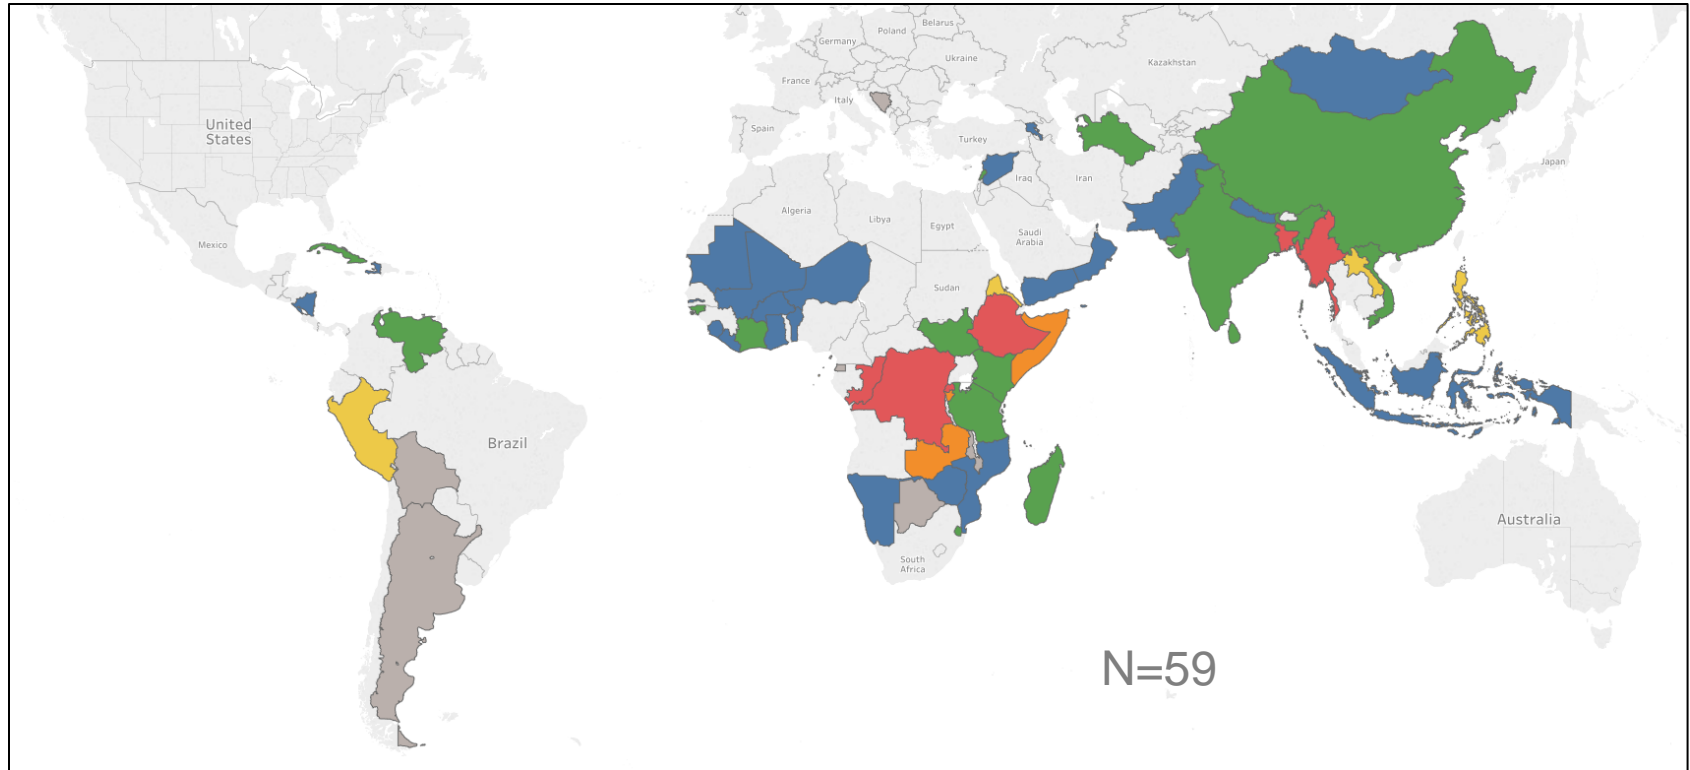 Belarus
Poland
Germany
Ukraine
Kazakhstan
France
Italy
United
States
Spain
Turkey
Japan
Iraq
Iran
Algeria
Libya
Egypt
Saudi
Arabia
Mexico
Sudan
Brazil
Australia
South
Africa
N=59